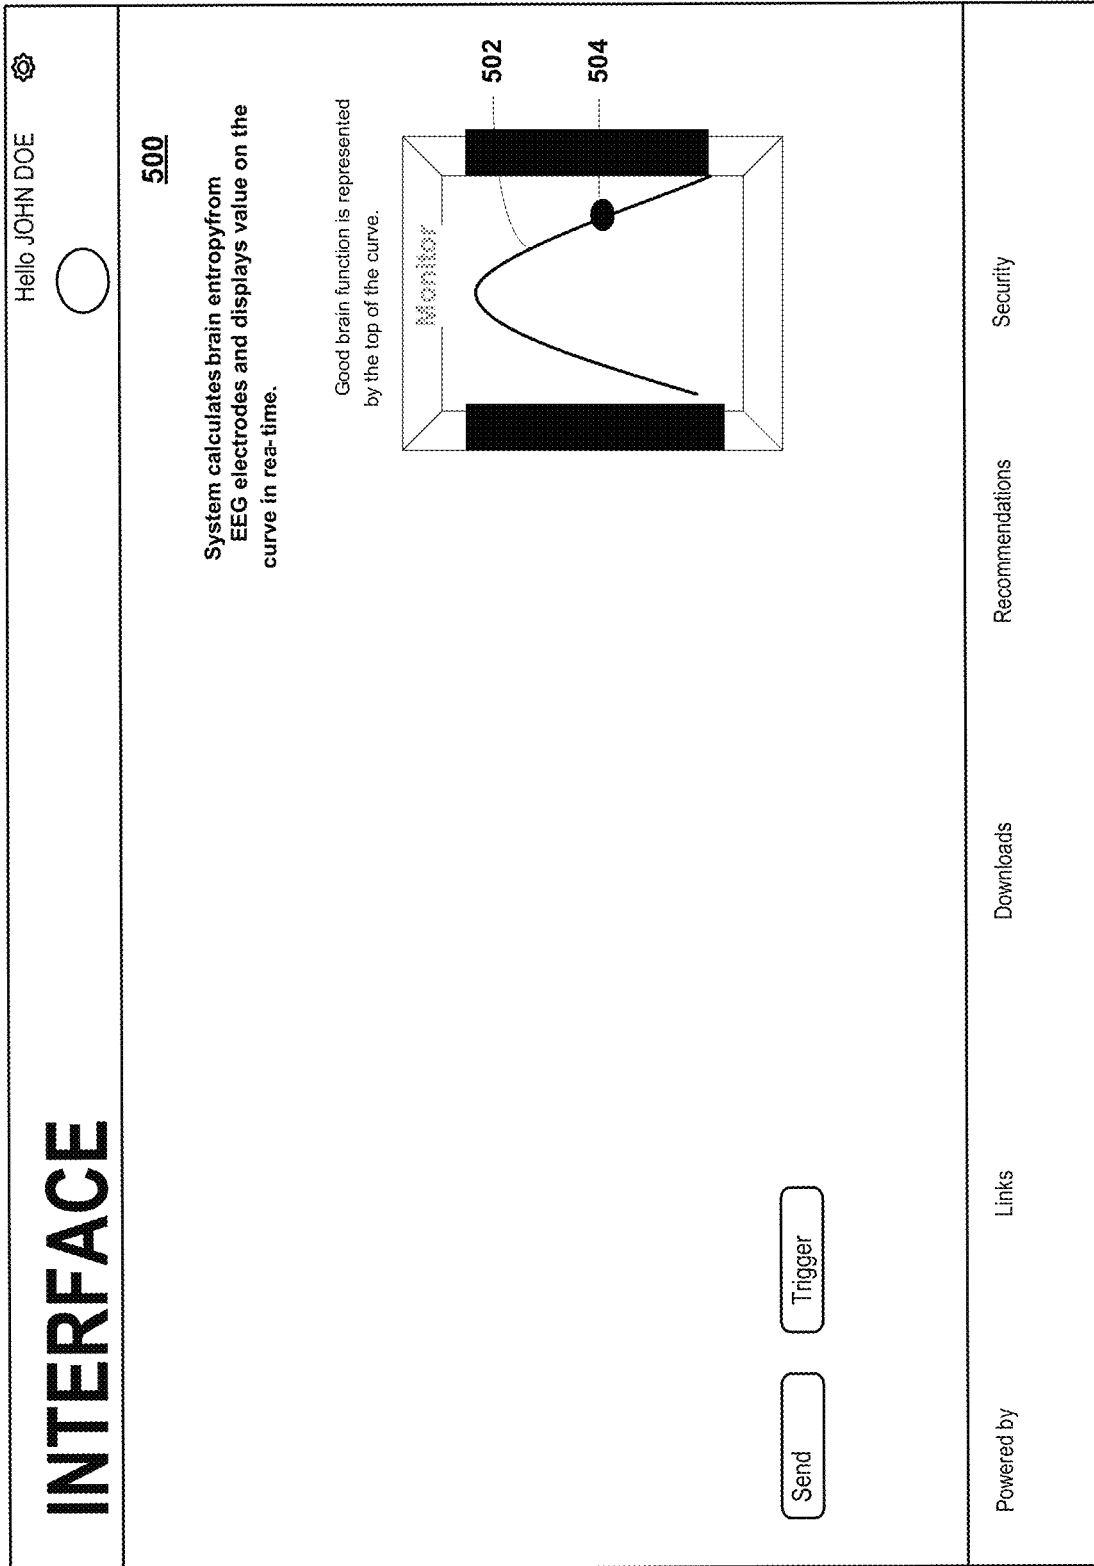 INTERFACE
Hello JOHN DOE
500
System calculates brain entropyfrom
EEG electrodes and displays value on the
curve in rea-time.
Good brain function is represented
by the top of the curve.
Monitor
502
504
Send
Trigger
Powered by
Links
Downloads
Recommendations
Security